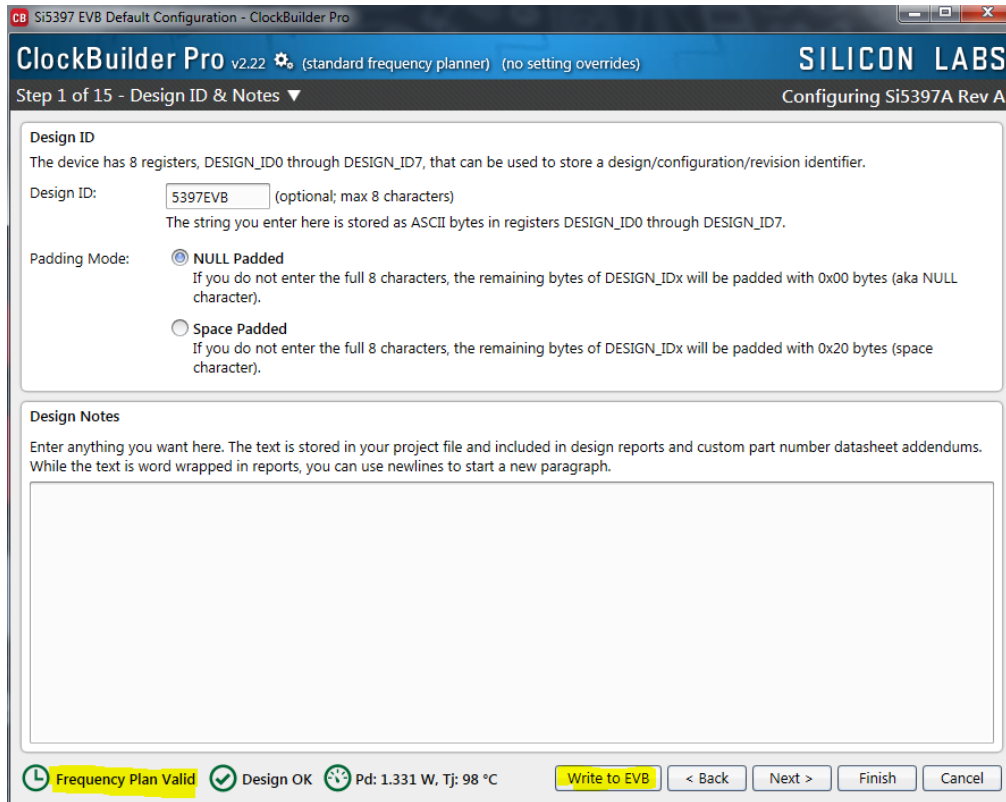 CB Si5397 EVB Default Configuration - ClockBuilder Pro
ClockBuilder Pro v2.22 (standard frequency planner) (no setting overrides) SILICON LABS
Step 1 of 15 - Design ID & Notes ▼ Configuring Si5397A Rev A
Design ID
The device has 8 registers, DESIGN_ID0 through DESIGN_ID7, that can be used to store a design/configuration/revision identifier.
Design ID: 5397EVB (optional; max 8 characters)
The string you enter here is stored as ASCII bytes in registers DESIGN_ID0 through DESIGN_ID7.
Padding Mode: NULL Padded
If you do not enter the full 8 characters, the remaining bytes of DESIGN_IDx will be padded with 0x00 bytes (aka NULL
character).
Space Padded
If you do not enter the full 8 characters, the remaining bytes of DESIGN_IDx will be padded with 0x20 bytes (space
character).
Design Notes
Enter anything you want here. The text is stored in your project file and included in design reports and custom part number datasheet addendums.
While the text is word wrapped in reports, you can use newlines to start a new paragraph.
Frequency Plan Valid Design OK Pd: 1.331 W, Tj: 98 °C Write to EVB < Back Next > Finish Cancel